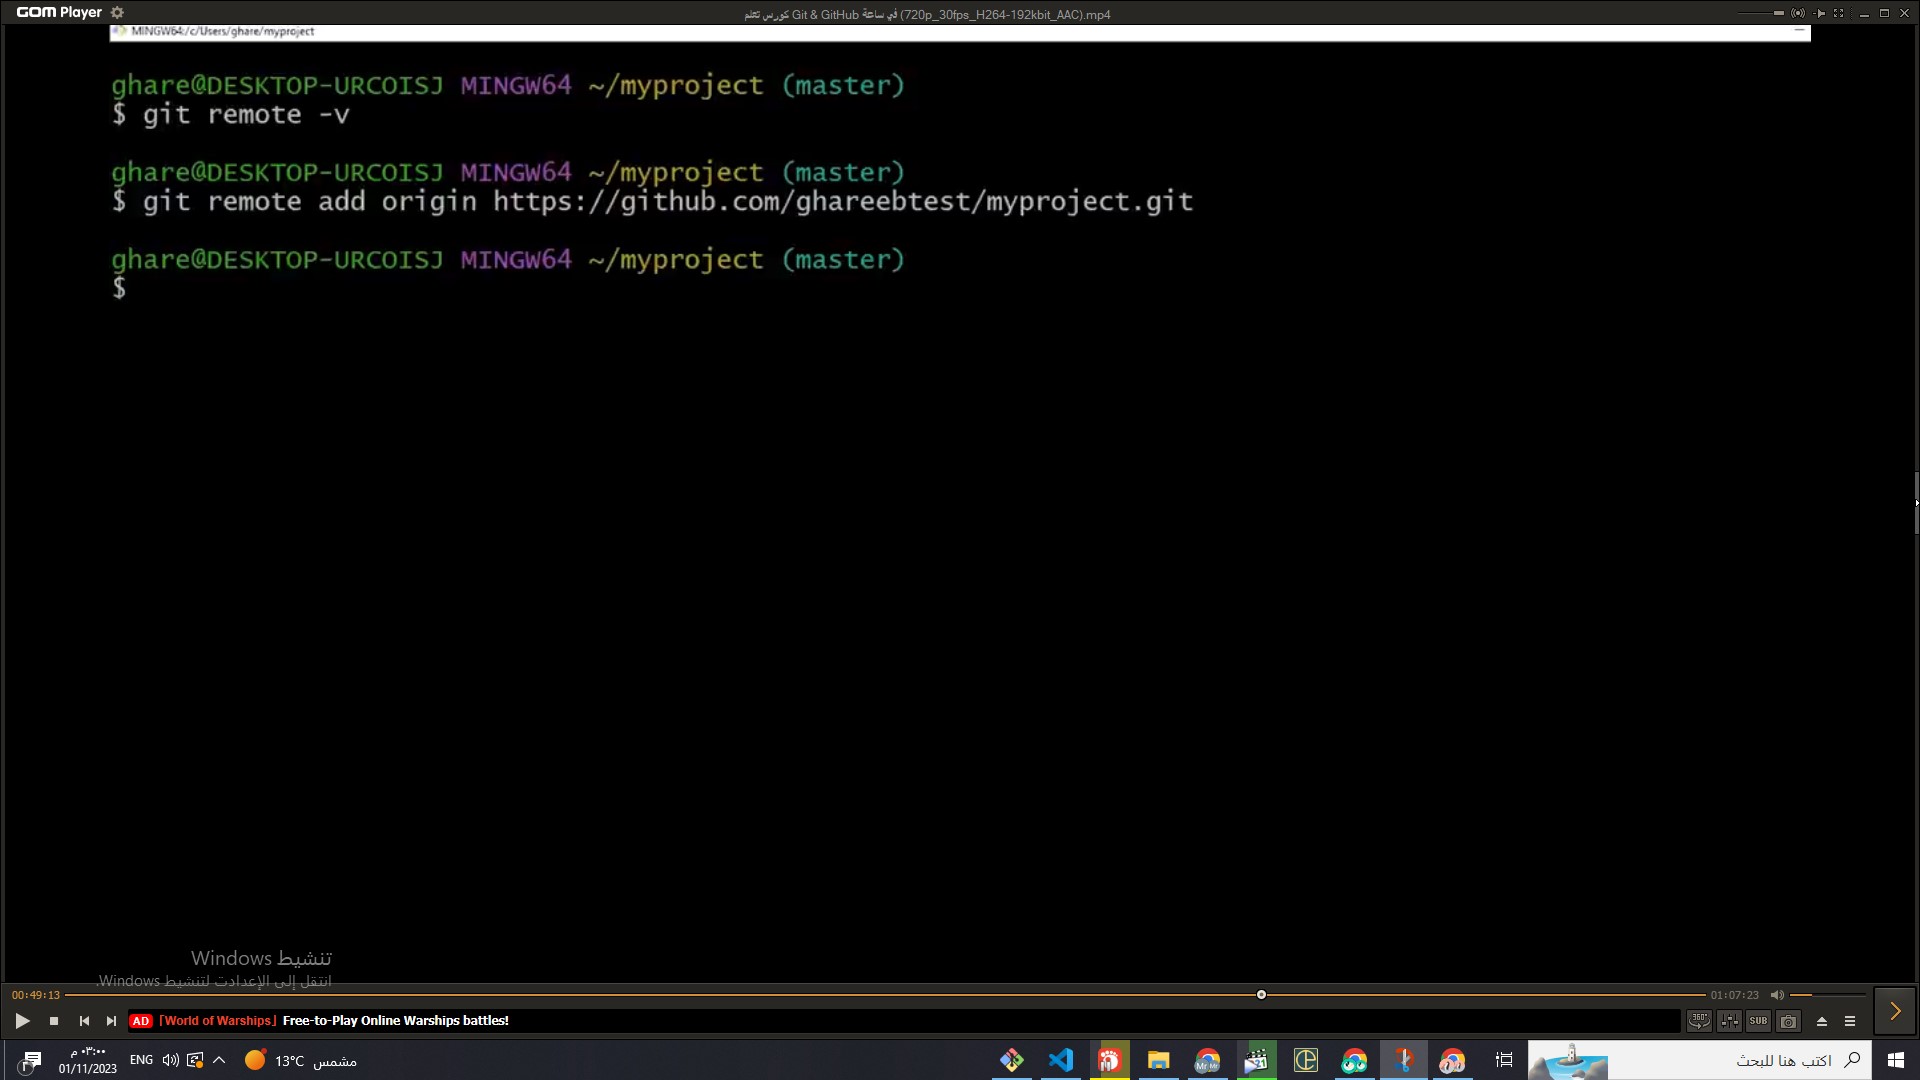 GOM Player
كورس تعلم Git & GitHub في ساعة (720p_30fps_H264-192kbit_AAC).mp4
MINGW64:/c/Users/ghare/myproject
ghare@DESKTOP-URCOISJ MINGW64 ~/myproject (master)
$ git remote -v
ghare@DESKTOP-URCOISJ MINGW64 ~/myproject (master)
$ git remote add origin https://github.com/ghareebtest/myproject.git
ghare@DESKTOP-URCOISJ MINGW64 ~/myproject (master)
$
تنشيط Windows
انتقل إلى الإعدادت لتنشيط Windows.
00:49:13
01:07:23
AD 「World of Warships」 Free-to-Play Online Warships battles!
360°
SUB
٠٣:٠٠ م
01/11/2023
ENG
13°C مشمس
اكتب هنا للبحث